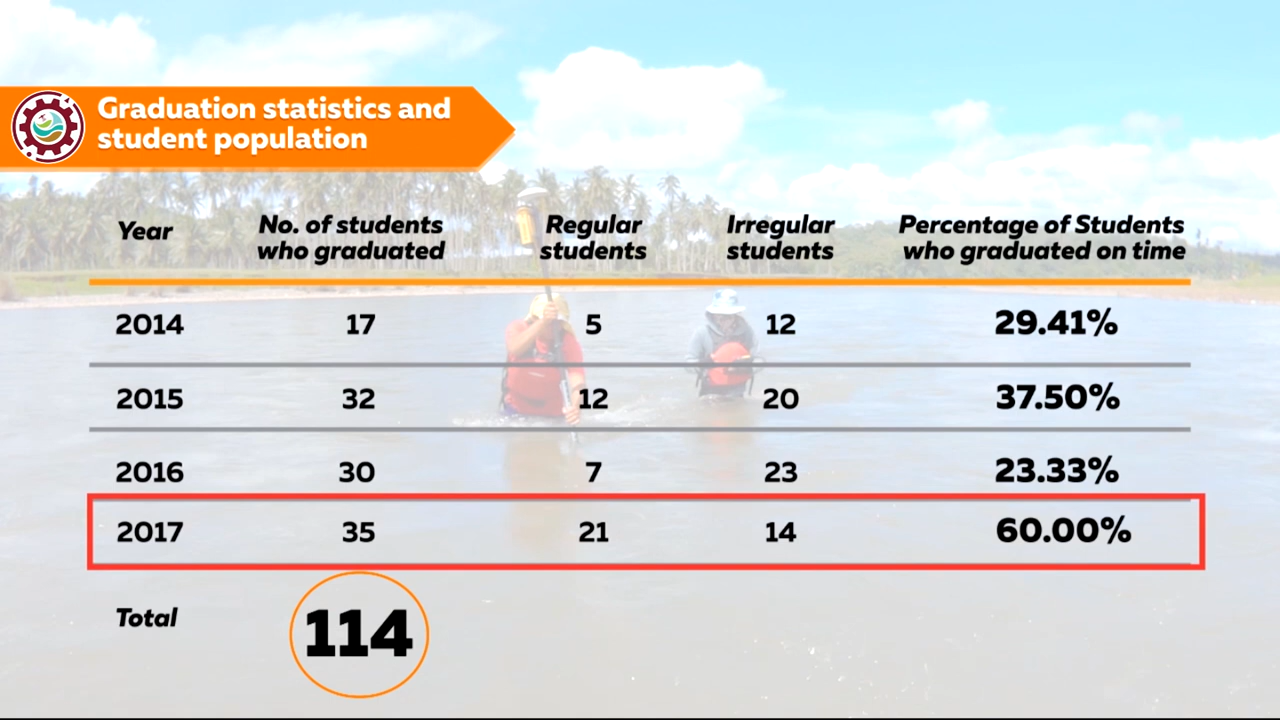 Graduation statistics and
student population
Year No. of students who graduated Regular students Irregular students Percentage of Students who graduated on time
2014 17 5 12 29.41%
2015 32 12 20 37.50%
2016 30 7 23 23.33%
2017 35 21 14 60.00%
Total 114